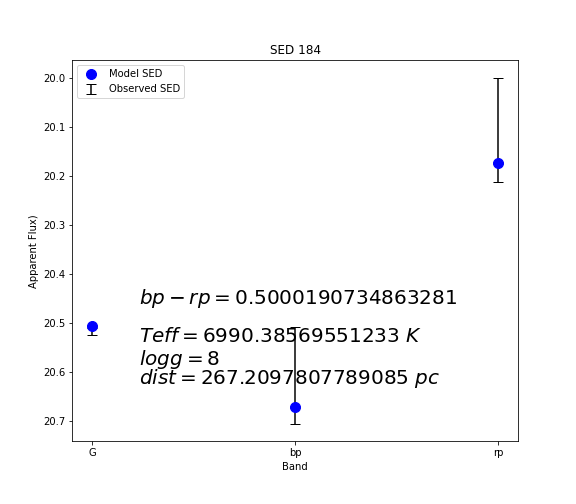 SED 184
Model SED
Observed SED
20.0
20.1
20.2
20.3
20.4
20.5
20.6
20.7
Apparent Flux)
bp − rp = 0.5000190734863281
Teff = 6990.38569551233 K
logg = 8
dist = 267.2097807789085 pc
G
bp
rp
Band